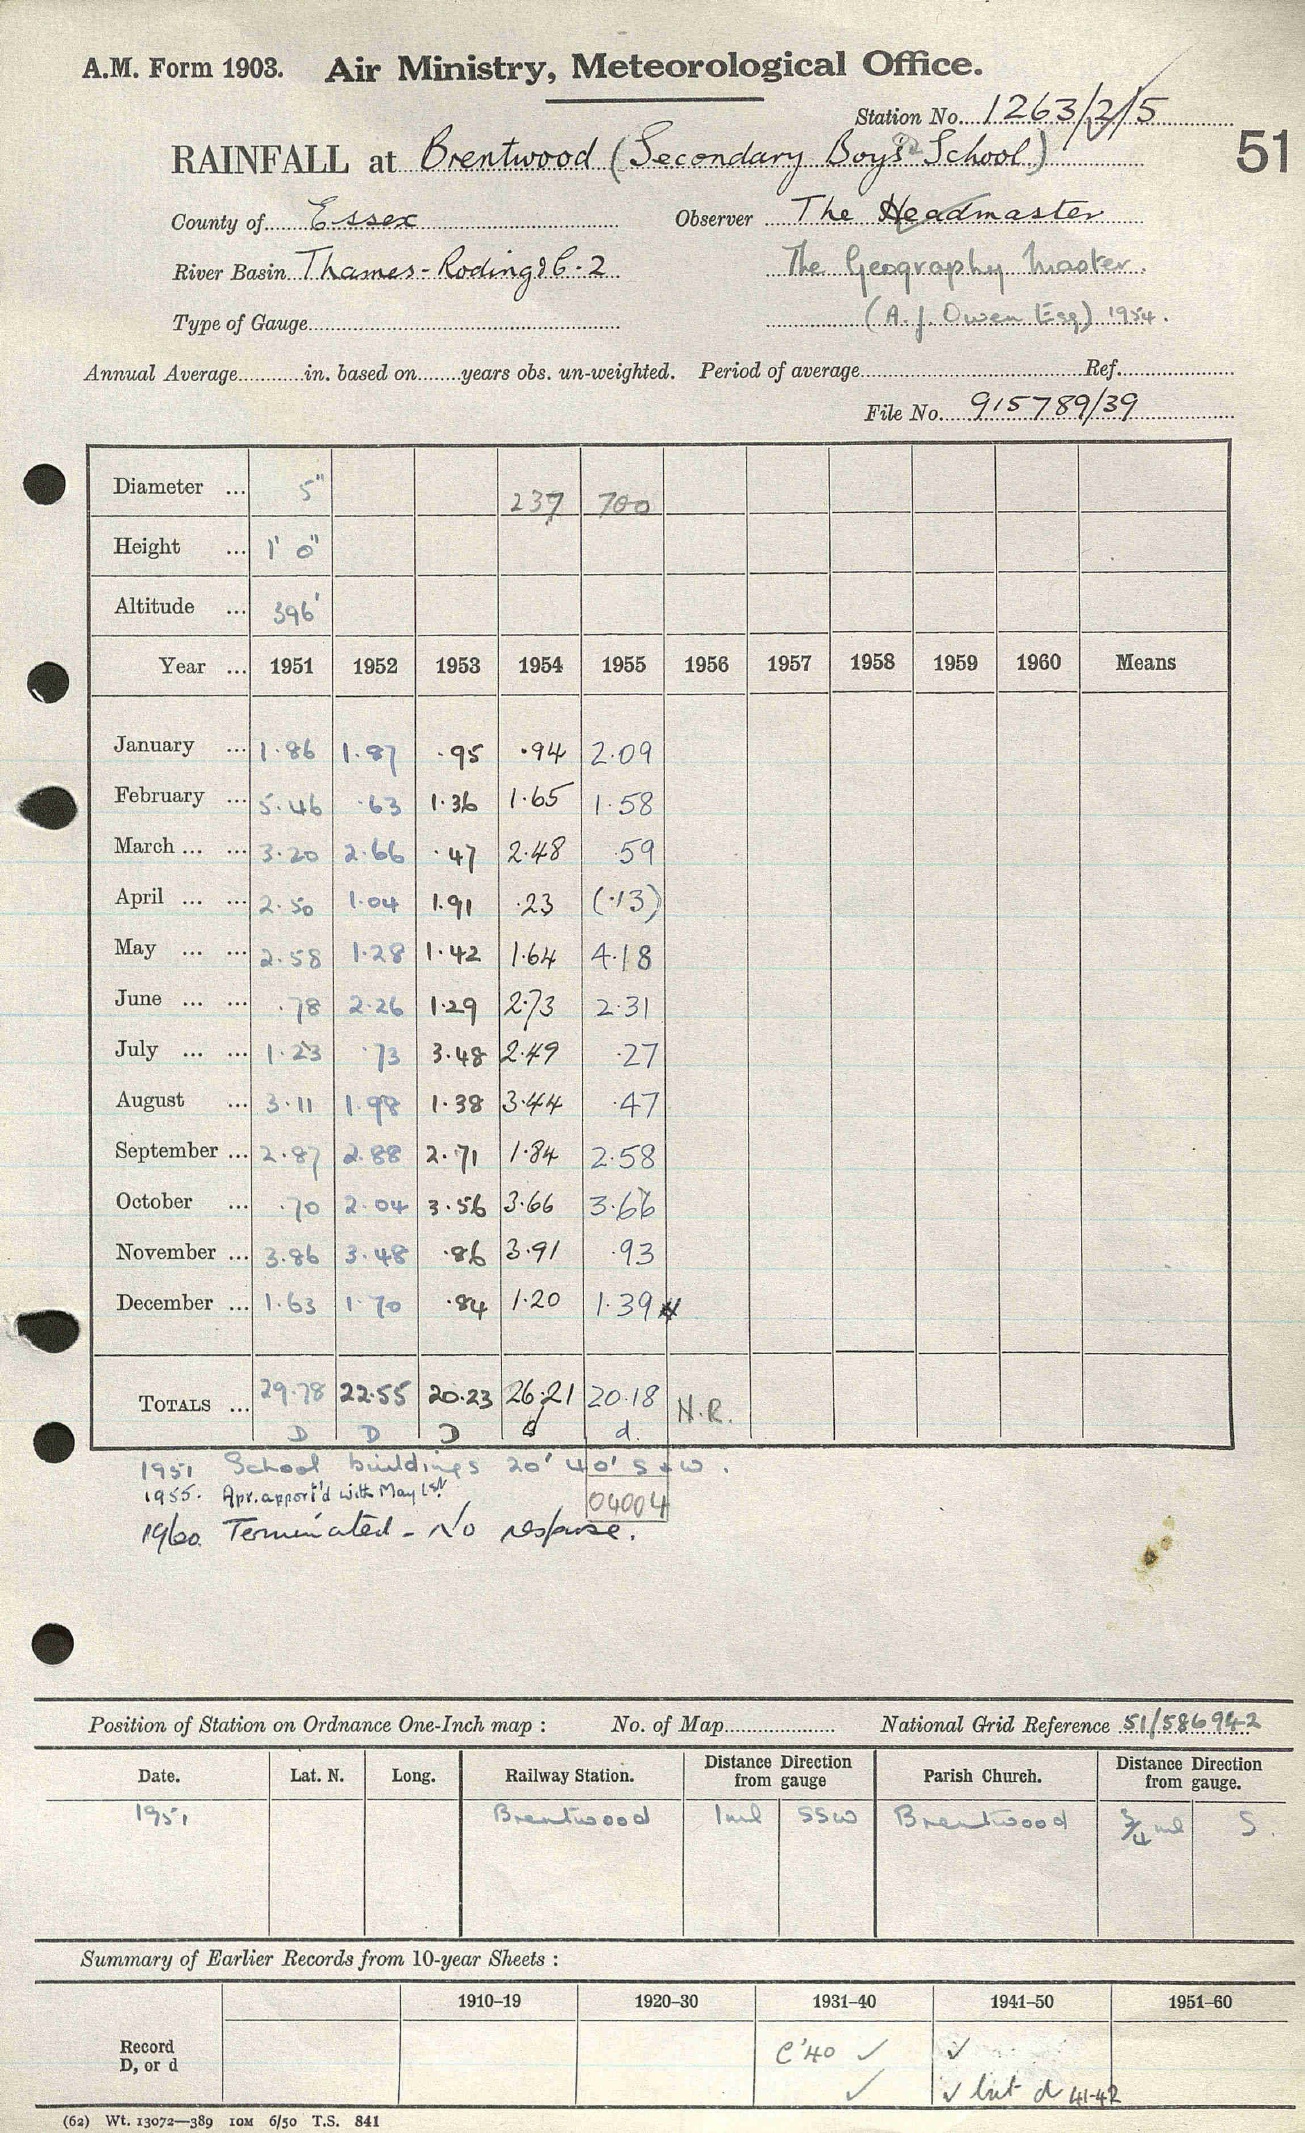 A.M. Form 1903. Air Ministry, Meteorological Office.
Station No. 1263/2/5
RAINFALL at Brentwood (Secondary Boys School)
51
County of Essex Observer The Headmaster
River Basin Thames-Roding &c-2 The Geography Master.
Type of Gauge (A.J. Owen Esq) 1954.
Annual Average in. based on years obs. un-weighted. Period of average Ref.
File No. 915789/39
Diameter ... 5" 237 700
Height ... 1' 0"
Altitude ... 396'
Year ... 1951 1952 1953 1954 1955 1956 1957 1958 1959 1960 Means
January ... 1.86 1.87 .95 .94 2.09
February ... 5.46 .63 1.36 1.65 1.58
March ... ... 3.20 2.66 .47 2.48 .59
April ... ... 2.50 1.04 1.91 .23 (.13)
May ... ... 2.58 1.28 1.42 1.64 4.18
June ... ... .78 2.26 1.29 2.73 2.31
July ... ... 1.23 .73 3.48 2.49 .27
August ... 3.11 1.98 1.38 3.44 .47
September ... 2.87 2.88 2.71 1.84 2.58
October ... .70 2.04 3.56 3.66 3.66
November ... 3.86 3.48 .86 3.91 .93
December ... 1.63 1.70 .84 1.20 1.39
TOTALS ... 29.78 22.55 20.23 26.21 20.18 N.R.
D D D d d.
1951 School buildings 20' 40' S & W.
1955. Apr. apport'd with May 1st
04004
1960. Terminated - No response.
Position of Station on Ordnance One-Inch map : No. of Map National Grid Reference 51/586942
Date. Lat. N. Long. Railway Station. Distance Direction from gauge Parish Church. Distance Direction from gauge.
1951 Brentwood 1 ml SSW Brentwood 3/4 ml S.
Summary of Earlier Records from 10-year Sheets :
1910–19 1920–30 1931–40 1941–50 1951–60
Record C'40 ✓ ✓
D, or d ✓ ✓ but d 41-42
(62) Wt. 13072—389 10M 6/50 T.S. 841